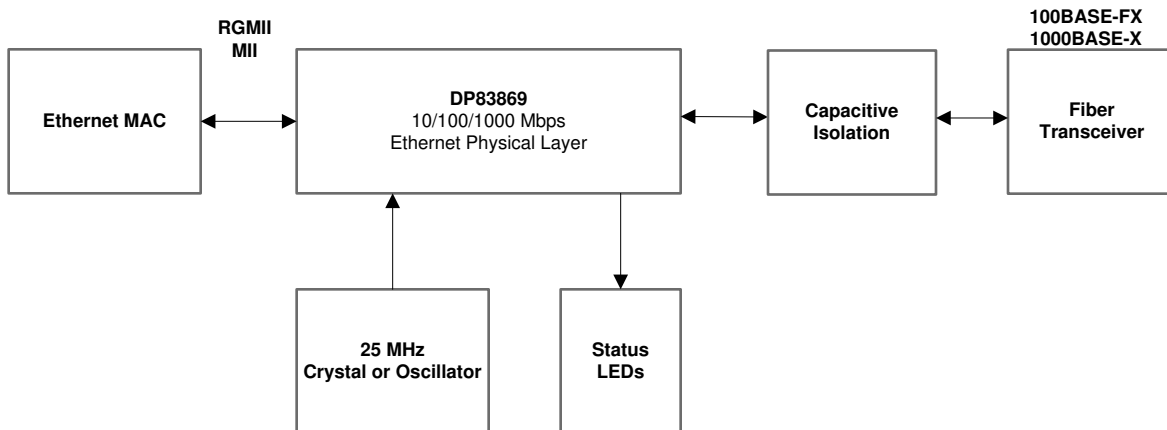 RGMII
MII
100BASE-FX
1000BASE-X
Ethernet MAC
DP83869
10/100/1000 Mbps
Ethernet Physical Layer
Capacitive
Isolation
Fiber
Transceiver
25 MHz
Crystal or Oscillator
Status
LEDs